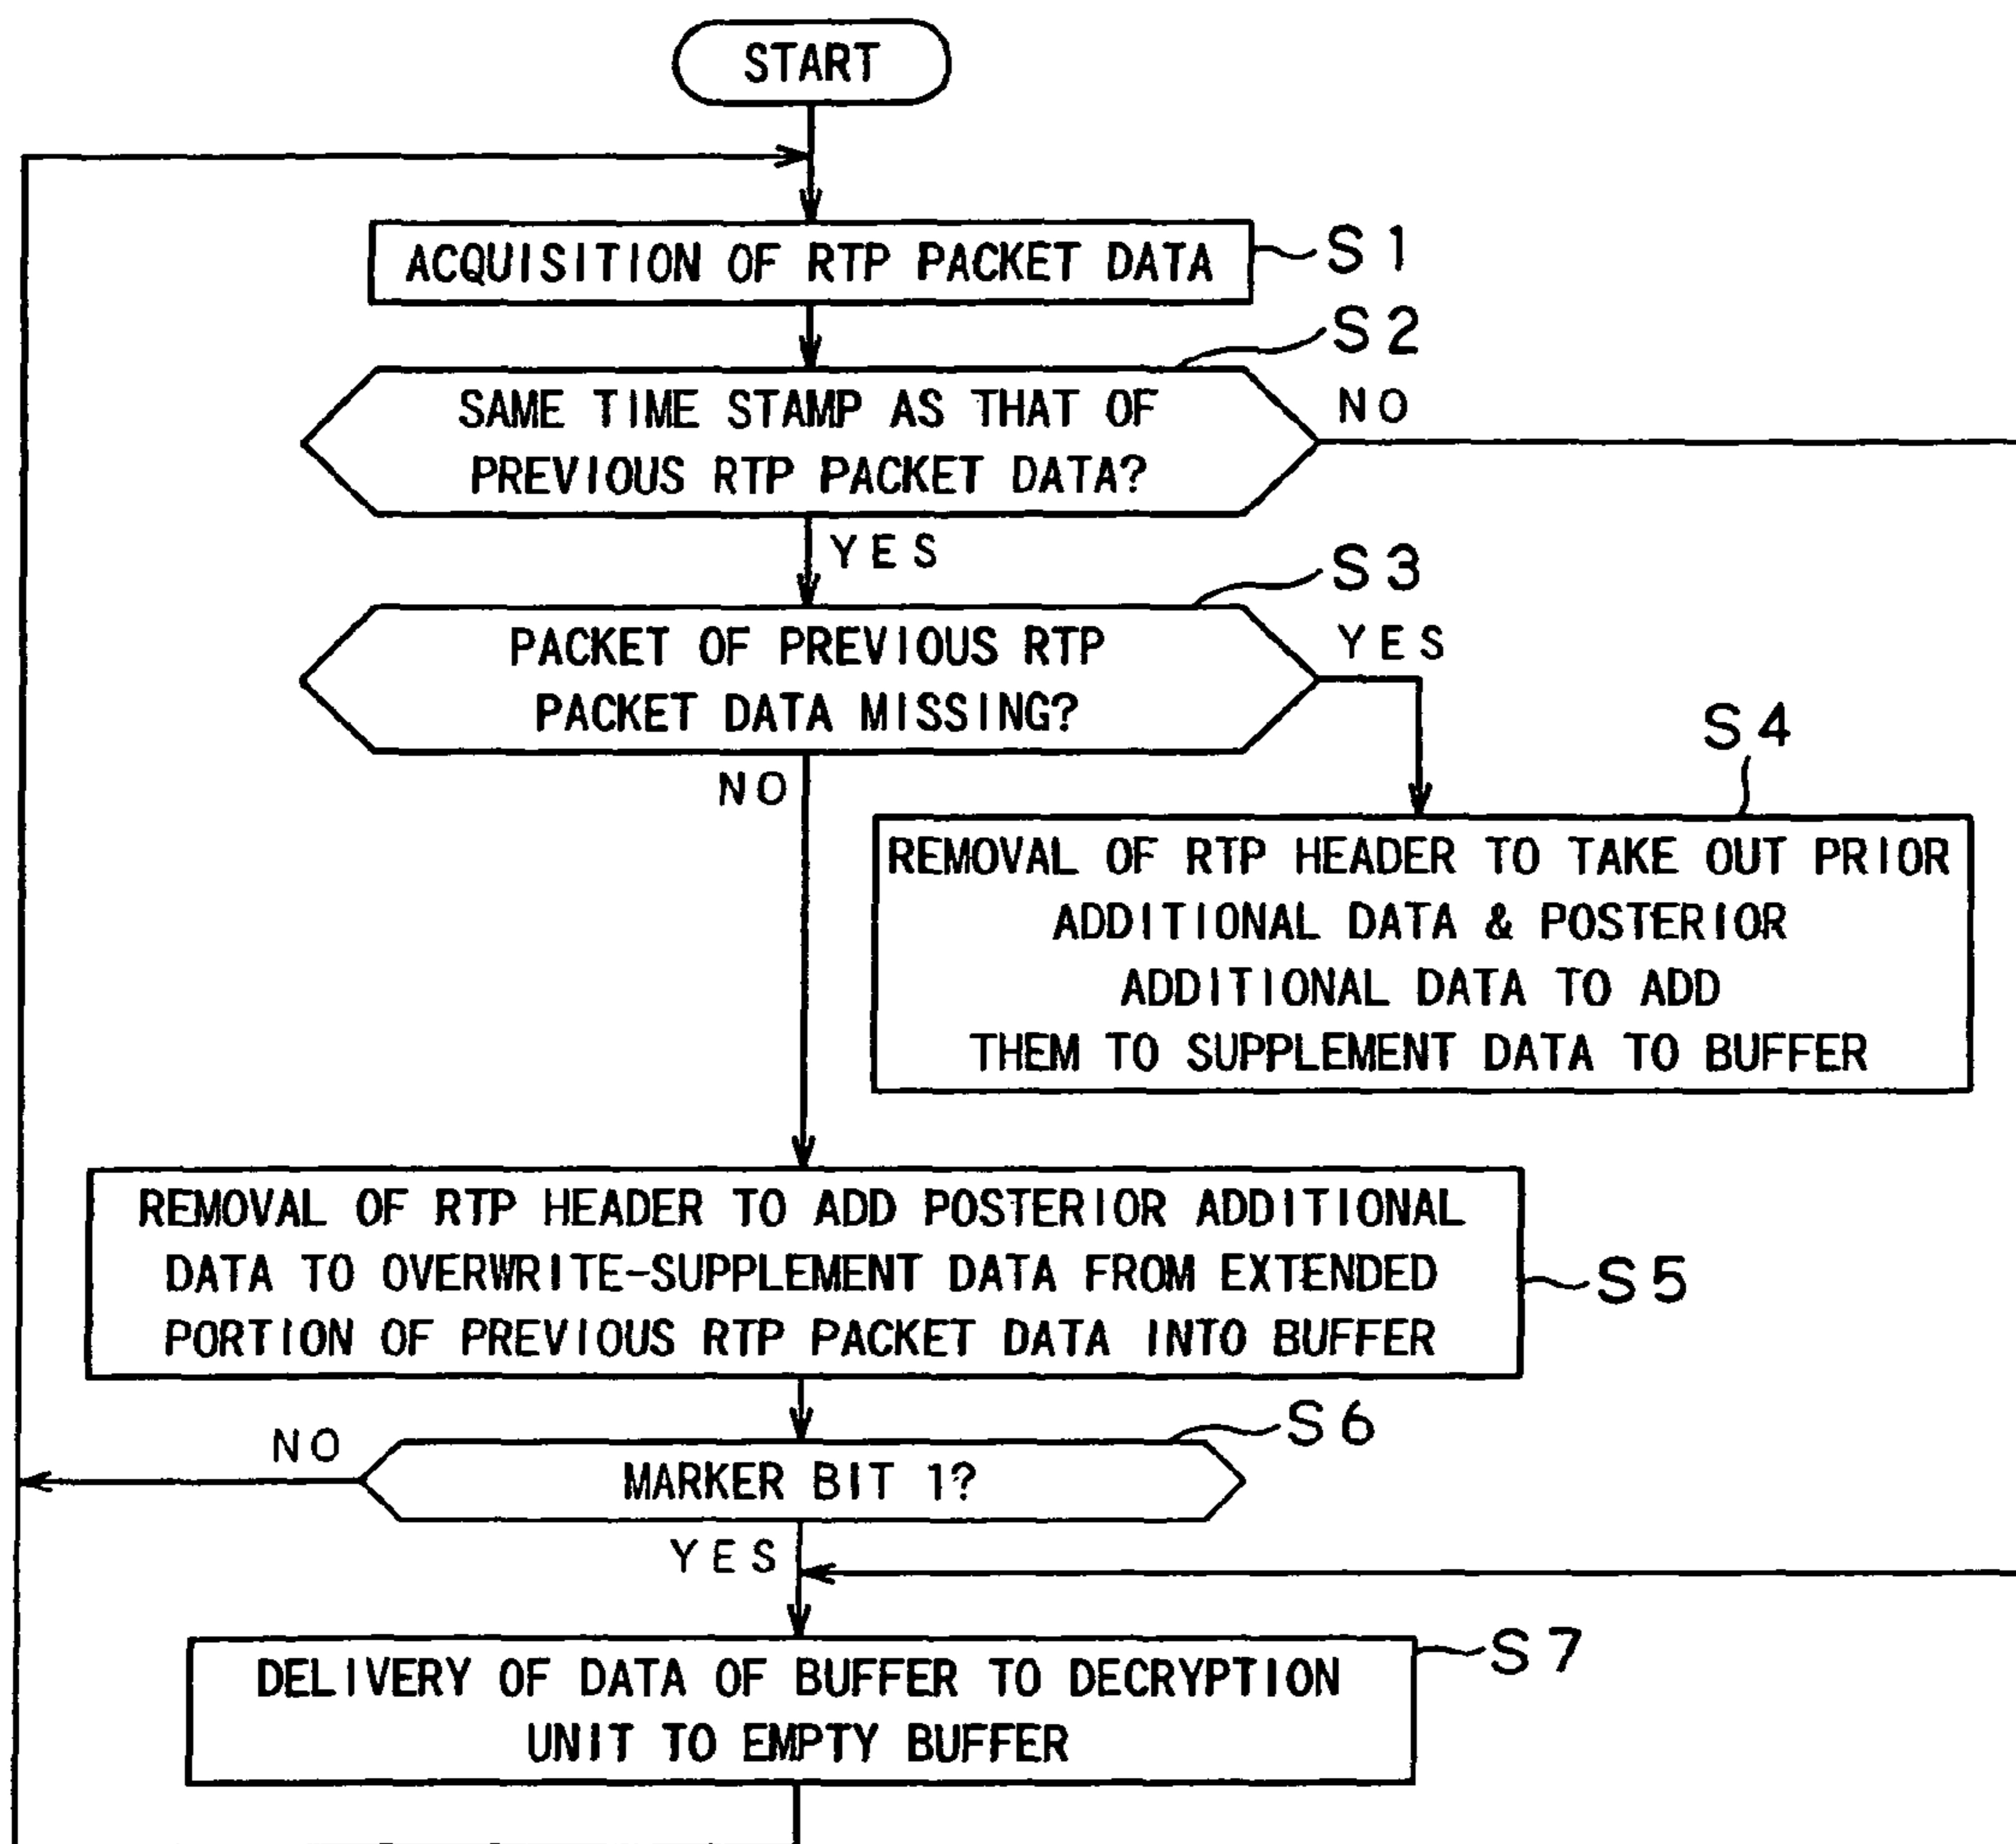 START
ACQUISITION OF RTP PACKET DATA
S1
S2
SAME TIME STAMP AS THAT OF
PREVIOUS RTP PACKET DATA?
NO
YES
S3
PACKET OF PREVIOUS RTP
PACKET DATA MISSING?
YES
NO
S4
REMOVAL OF RTP HEADER TO TAKE OUT PRIOR
ADDITIONAL DATA & POSTERIOR
ADDITIONAL DATA TO ADD
THEM TO SUPPLEMENT DATA TO BUFFER
REMOVAL OF RTP HEADER TO ADD POSTERIOR ADDITIONAL
DATA TO OVERWRITE-SUPPLEMENT DATA FROM EXTENDED
PORTION OF PREVIOUS RTP PACKET DATA INTO BUFFER
S5
S6
NO
MARKER BIT 1?
YES
S7
DELIVERY OF DATA OF BUFFER TO DECRYPTION
UNIT TO EMPTY BUFFER